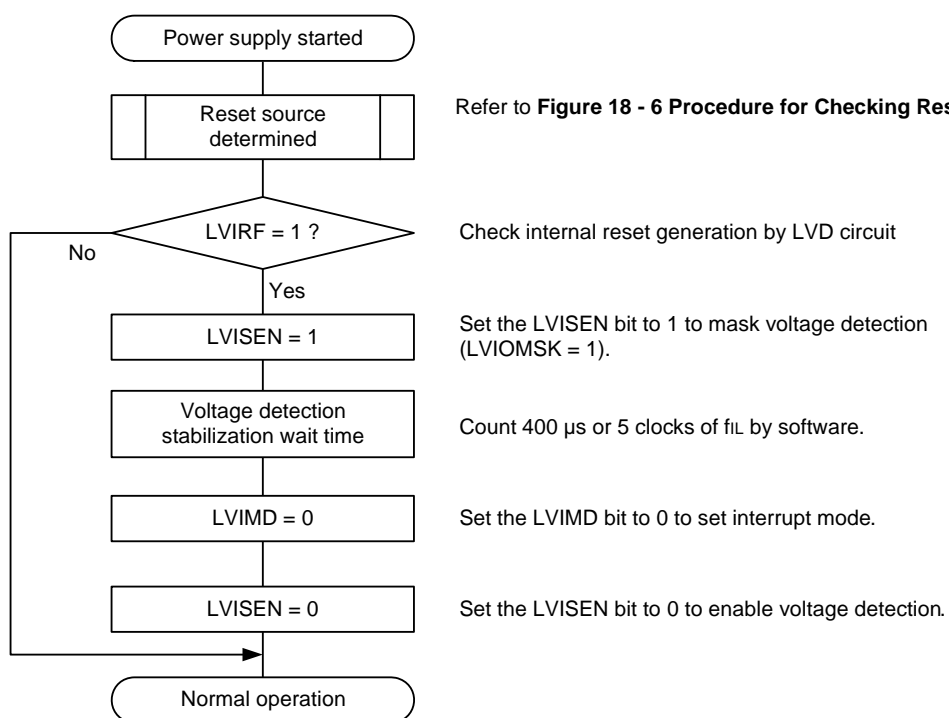 Power supply started
Reset source
determined
Refer to Figure 18 - 6 Procedure for Checking Res
LVIRF = 1 ?
Check internal reset generation by LVD circuit
No
Yes
LVISEN = 1
Set the LVISEN bit to 1 to mask voltage detection
(LVIOMSK = 1).
Voltage detection
stabilization wait time
Count 400 µs or 5 clocks of fIL by software.
LVIMD = 0
Set the LVIMD bit to 0 to set interrupt mode.
LVISEN = 0
Set the LVISEN bit to 0 to enable voltage detection.
Normal operation